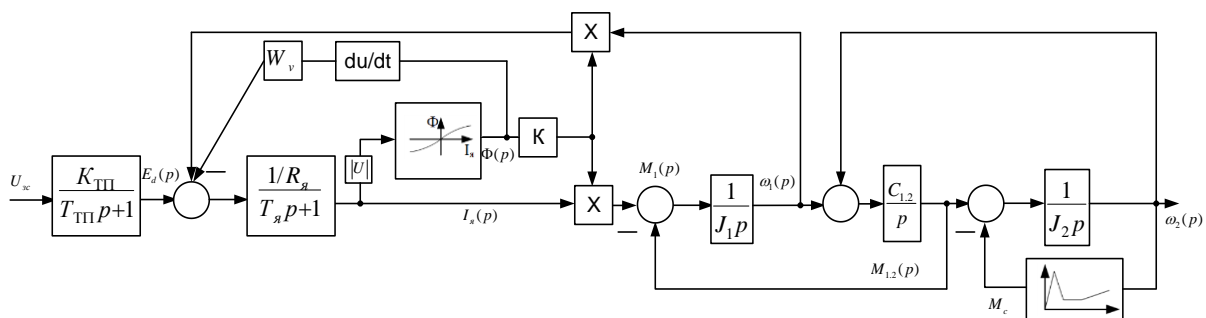 X
W_v
du/dt
Φ
I_я
Φ(p)
K
|U|
U_зс
K_ТП
T_ТП p+1
E_d(p)
−
1/R_я
T_я p+1
I_я(p)
X
−
M_1(p)
1
J_1 p
ω_1(p)
C_1.2
p
M_1.2(p)
−
1
J_2 p
ω_2(p)
M_c